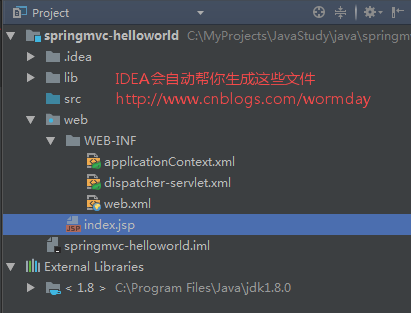 Project
springmvc-helloworld C:\MyProjects\JavaStudy\java\springm
.idea
lib
IDEA会自动帮你生成这些文件
src
http://www.cnblogs.com/wormday
web
WEB-INF
applicationContext.xml
dispatcher-servlet.xml
web.xml
JSP index.jsp
springmvc-helloworld.iml
External Libraries
< 1.8 > C:\Program Files\Java\jdk1.8.0